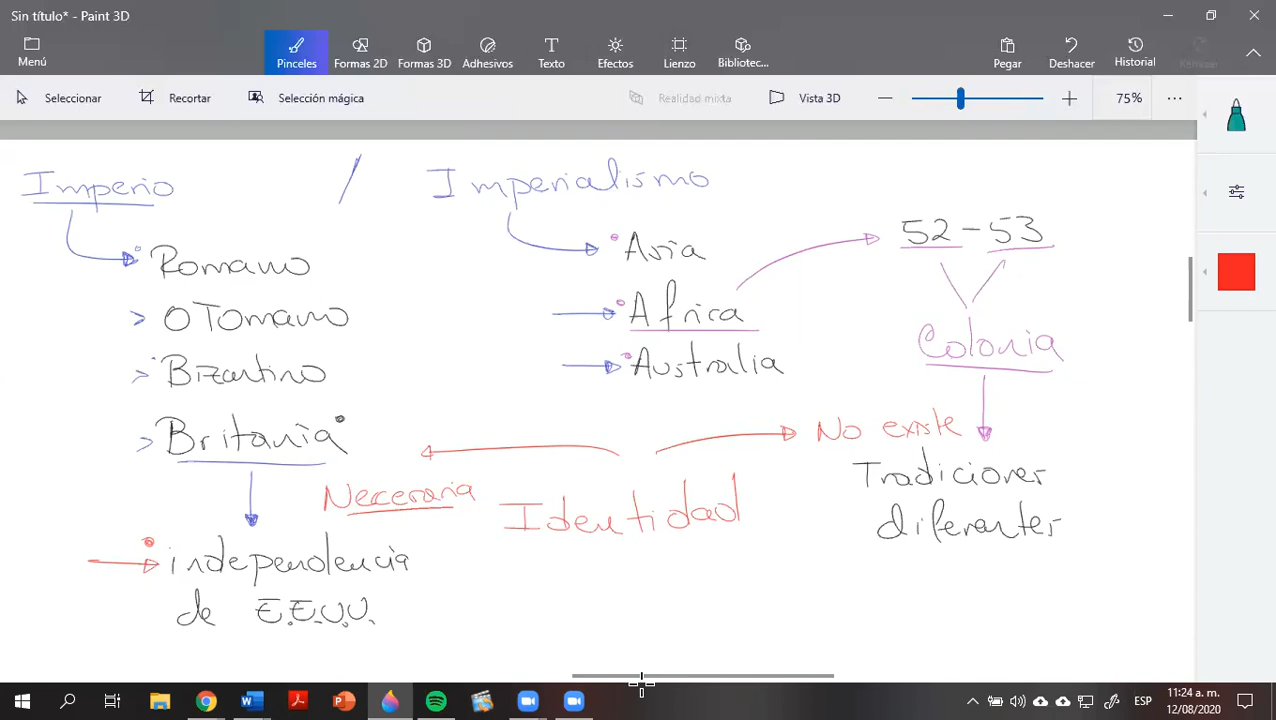 Sin título* - Paint 3D
Menú
Pinceles
Formas 2D
Formas 3D
Adhesivos
Texto
Efectos
Lienzo
Bibliotec...
Pegar
Deshacer
Historial
Rehacer
Seleccionar
Recortar
Selección mágica
Realidad mixta
Vista 3D
75%
Imperio / Imperialismo
Romano
OTomano
Bizantino
Britania
independencia
de E.E.U.U.
Asia
Africa
Australia
52-53
Colonia
Tradiciones
diferentes
Neceraria
Identidad
No existe
ESP
11:24 a. m.
12/08/2020